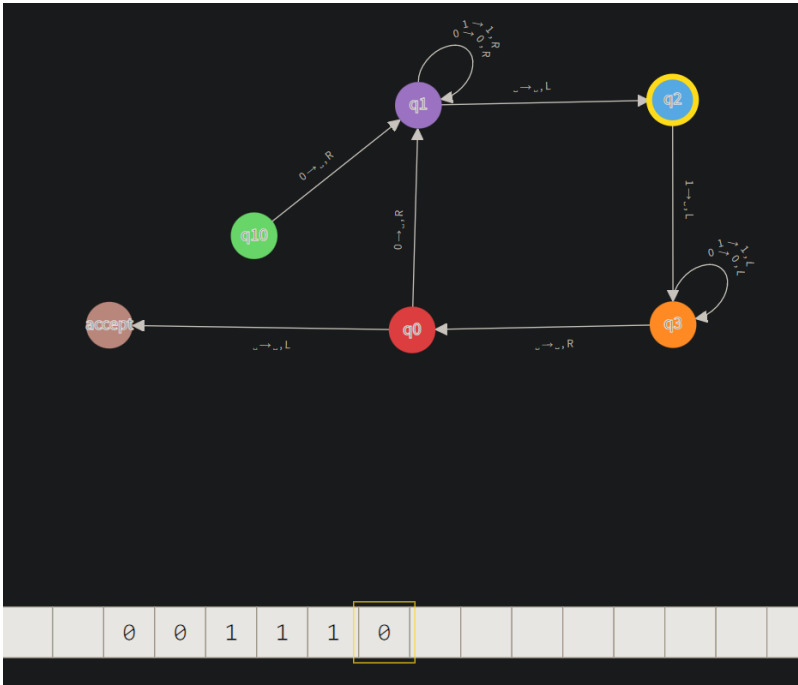 1→1,R
0→0,R
q1
␣→␣,L
q2
0→␣,R
q10
0→␣,R
1→␣,L
1→1,L
0→0,L
accept
q0
q3
␣→␣,L
␣→␣,R
0 0 1 1 1 0